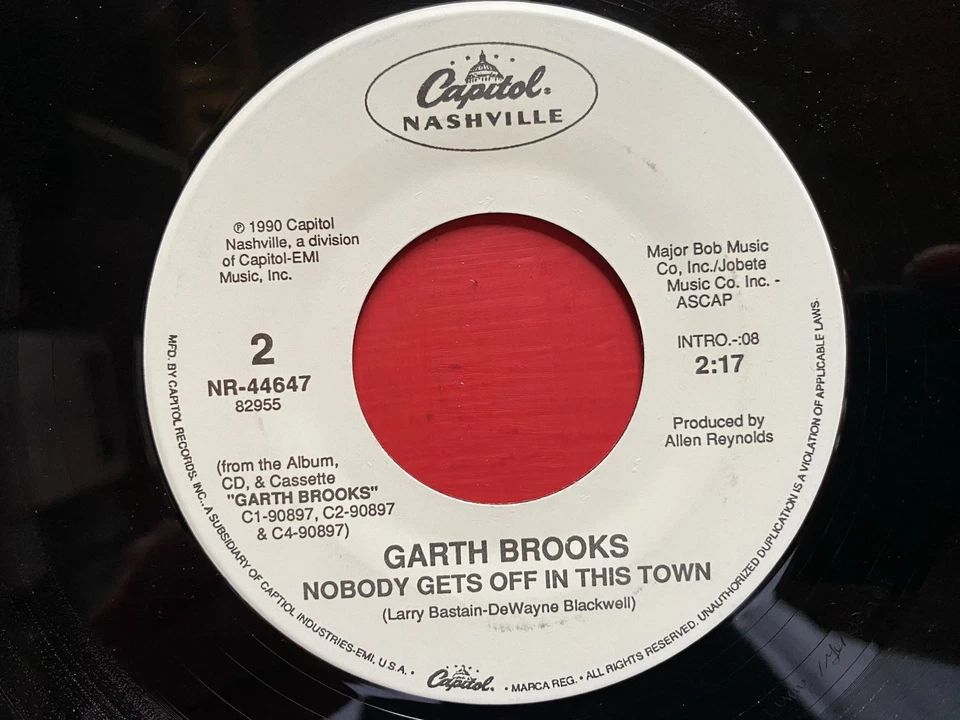 Capitol®
NASHVILLE
℗ 1990 Capitol
Nashville, a division
of Capitol-EMI
Music, Inc.
2
NR-44647
82955
(from the Album,
CD, & Cassette
"GARTH BROOKS"
C1-90897, C2-90897
& C4-90897)
Major Bob Music
Co, Inc./Jobete
Music Co. Inc. -
ASCAP
INTRO.-:08
2:17
Produced by
Allen Reynolds
GARTH BROOKS
NOBODY GETS OFF IN THIS TOWN
(Larry Bastain-DeWayne Blackwell)
MFD. BY CAPITOL RECORDS, INC., A SUBSIDIARY OF CAPTIOL INDUSTRIES-EMI, U.S.A. • Capitol. • MARCA REG. • ALL RIGHTS RESERVED. UNAUTHORIZED DUPLICATION IS A VIOLATION OF APPLICABLE LAWS.